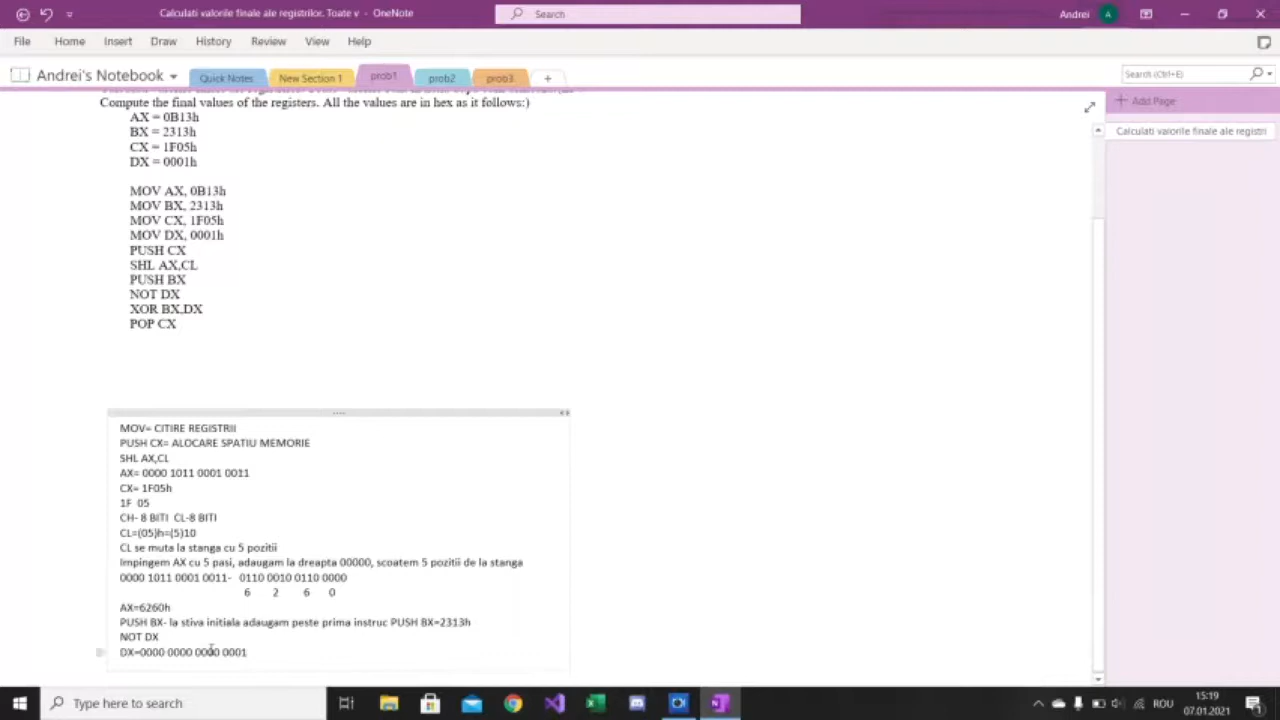 Calculati valorile finale ale registrilor. Toate v - OneNote
Search
Andrei
A
File Home Insert Draw History Review View Help
Andrei's Notebook
Quick Notes
New Section 1
prob1
prob2
prob3
+
Search (Ctrl+E)
Compute the final values of the registers. All the values are in hex as it follows:)
AX = 0B13h
BX = 2313h
CX = 1F05h
DX = 0001h
MOV AX, 0B13h
MOV BX, 2313h
MOV CX, 1F05h
MOV DX, 0001h
PUSH CX
SHL AX,CL
PUSH BX
NOT DX
XOR BX,DX
POP CX
MOV= CITIRE REGISTRII
PUSH CX= ALOCARE SPATIU MEMORIE
SHL AX,CL
AX= 0000 1011 0001 0011
CX= 1F05h
1F 05
CH- 8 BITI CL-8 BITI
CL=(05)h=(5)10
CL se muta la stanga cu 5 pozitii
Impingem AX cu 5 pasi, adaugam la dreapta 00000, scoatem 5 pozitii de la stanga
0000 1011 0001 0011- 0110 0010 0110 0000
6 2 6 0
AX=6260h
PUSH BX- la stiva initiala adaugam peste prima instruc PUSH BX=2313h
NOT DX
DX=0000 0000 0000 0001
+ Add Page
Calculati valorile finale ale registri
Type here to search
ROU
15:19
07.01.2021